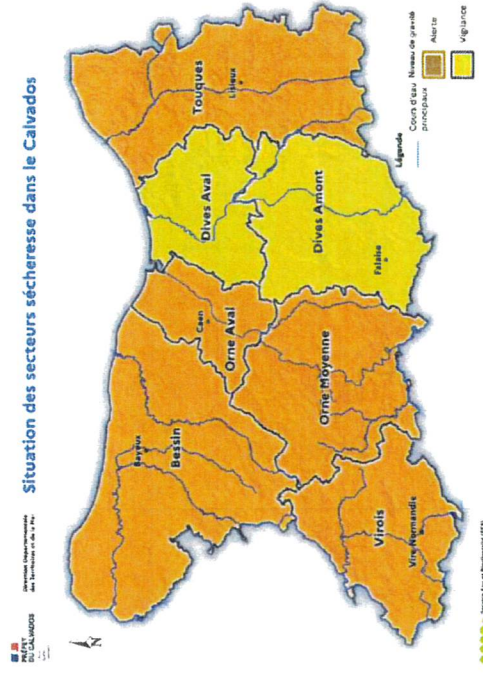 PRÉFET
DU CALVADOS
Direction Départementale
des Territoires et de la Mer
Situation des secteurs sécheresse dans le Calvados
N
Bessin
Bayeux
Caen
Orne Aval
Dives Aval
Touques
Lisieux
Virois
Vire Normandie
Orne Moyenne
Dives Amont
Falaise
Légende
Cours d'eau
principaux
Niveau de gravité
Alerte
Vigilance